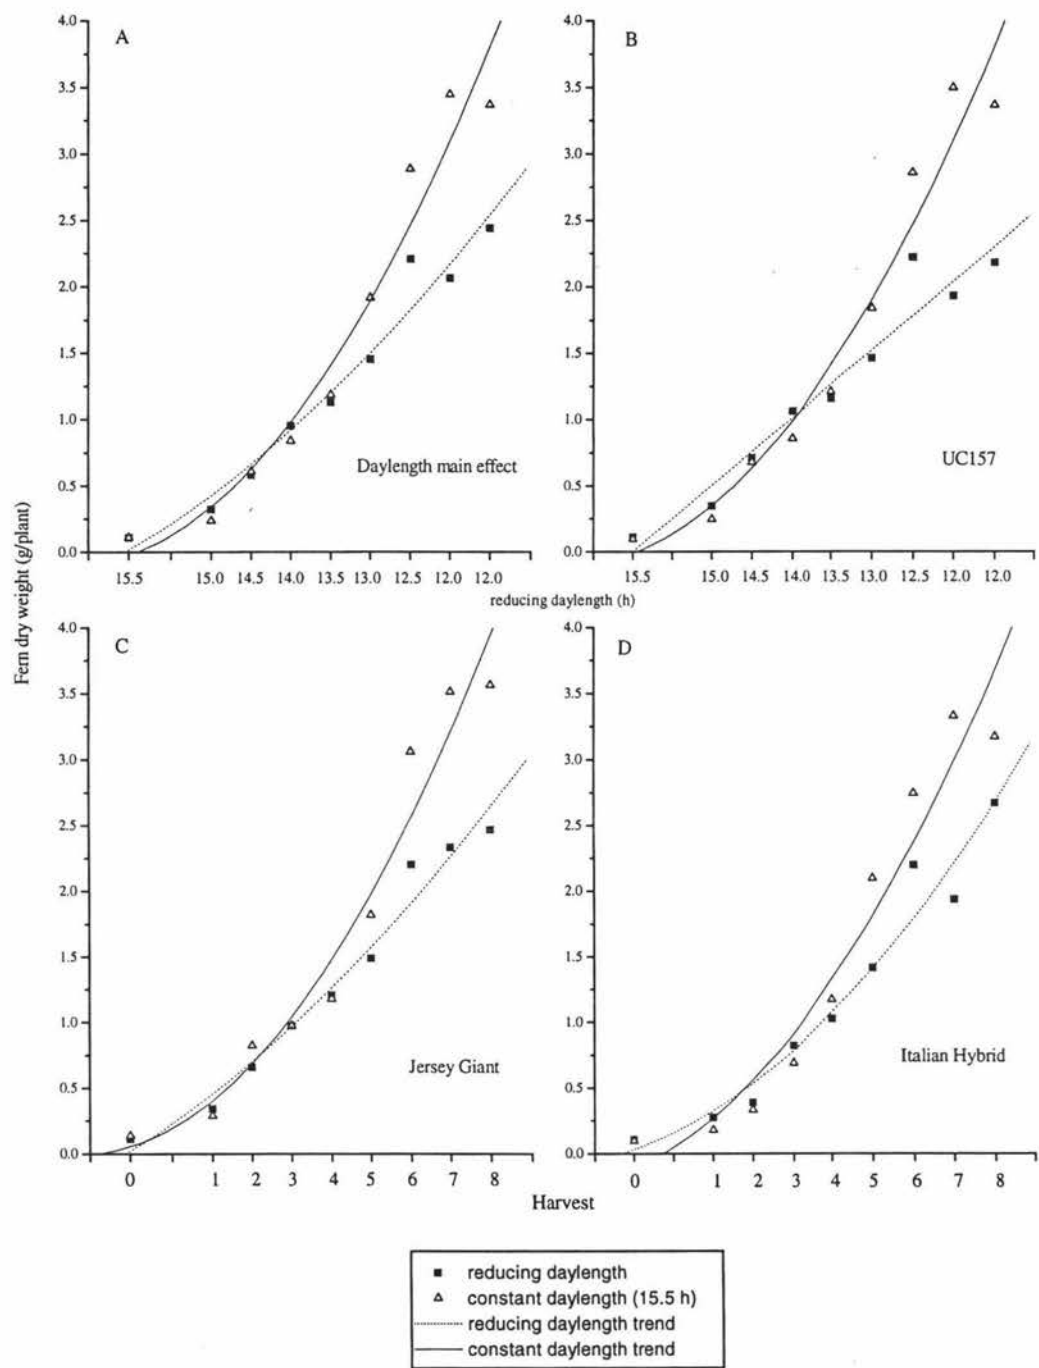 A
4.0
3.5
3.0
2.5
2.0
1.5
1.0
0.5
0.0
Daylength main effect
15.5 15.0 14.5 14.0 13.5 13.0 12.5 12.0 12.0
B
4.0
3.5
3.0
2.5
2.0
1.5
1.0
0.5
0.0
UC157
15.5 15.0 14.5 14.0 13.5 13.0 12.5 12.0 12.0
reducing daylength (h)
Fern dry weight (g/plant)
C
4.0
3.5
3.0
2.5
2.0
1.5
1.0
0.5
0.0
Jersey Giant
0 1 2 3 4 5 6 7 8
D
4.0
3.5
3.0
2.5
2.0
1.5
1.0
0.5
0.0
Italian Hybrid
0 1 2 3 4 5 6 7 8
Harvest
reducing daylength
constant daylength (15.5 h)
reducing daylength trend
constant daylength trend